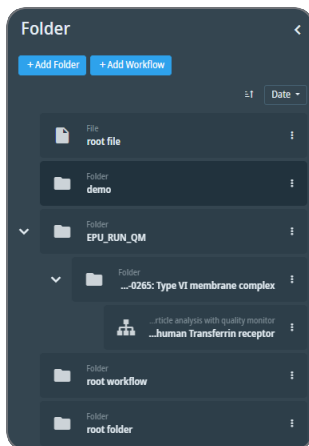 Folder
+ Add Folder
+ Add Workflow
Date
File
root file
Folder
demo
Folder
EPU_RUN_QM
Folder
...-0265: Type VI membrane complex
...rticle analysis with quality monitor
...human Transferrin receptor
Folder
root workflow
Folder
root folder